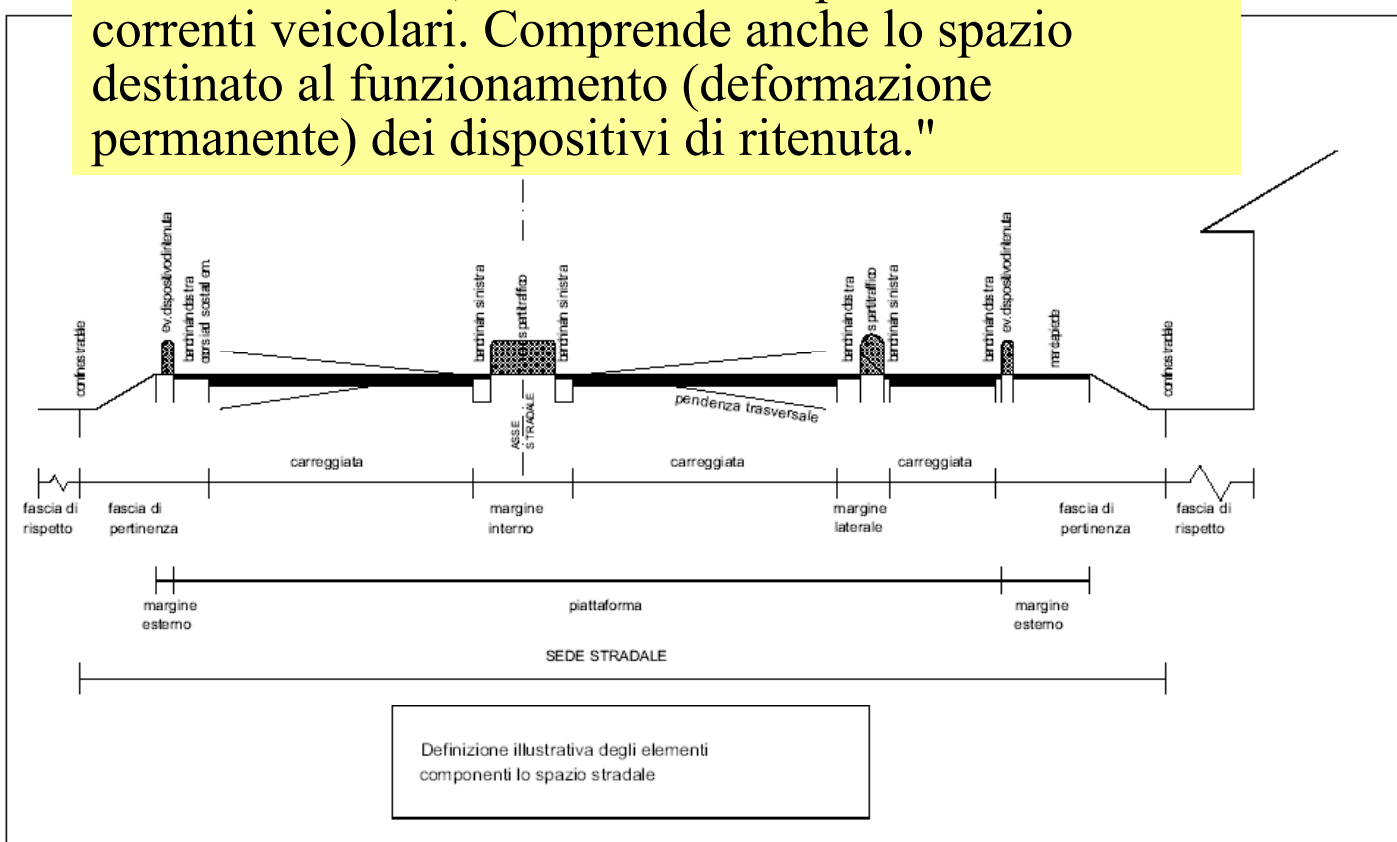 correnti veicolari. Comprende anche lo spazio
destinato al funzionamento (deformazione
permanente) dei dispositivi di ritenuta."
confine stradale
ev. dispositivo di ritenuta
banchina in destra
banchina in sinistra
spartitraffico
banchina in sinistra
banchina in destra
spartitraffico
banchina in sinistra
banchina in destra
ev. dispositivo di ritenuta
marciapiede
confine stradale
ASSE
STRADALE
pendenza trasversale
carreggiata
carreggiata
carreggiata
fascia di
rispetto
fascia di
pertinenza
margine
interno
margine
laterale
fascia di
pertinenza
fascia di
rispetto
margine
esterno
piattaforma
margine
esterno
SEDE STRADALE
Definizione illustrativa degli elementi
componenti lo spazio stradale